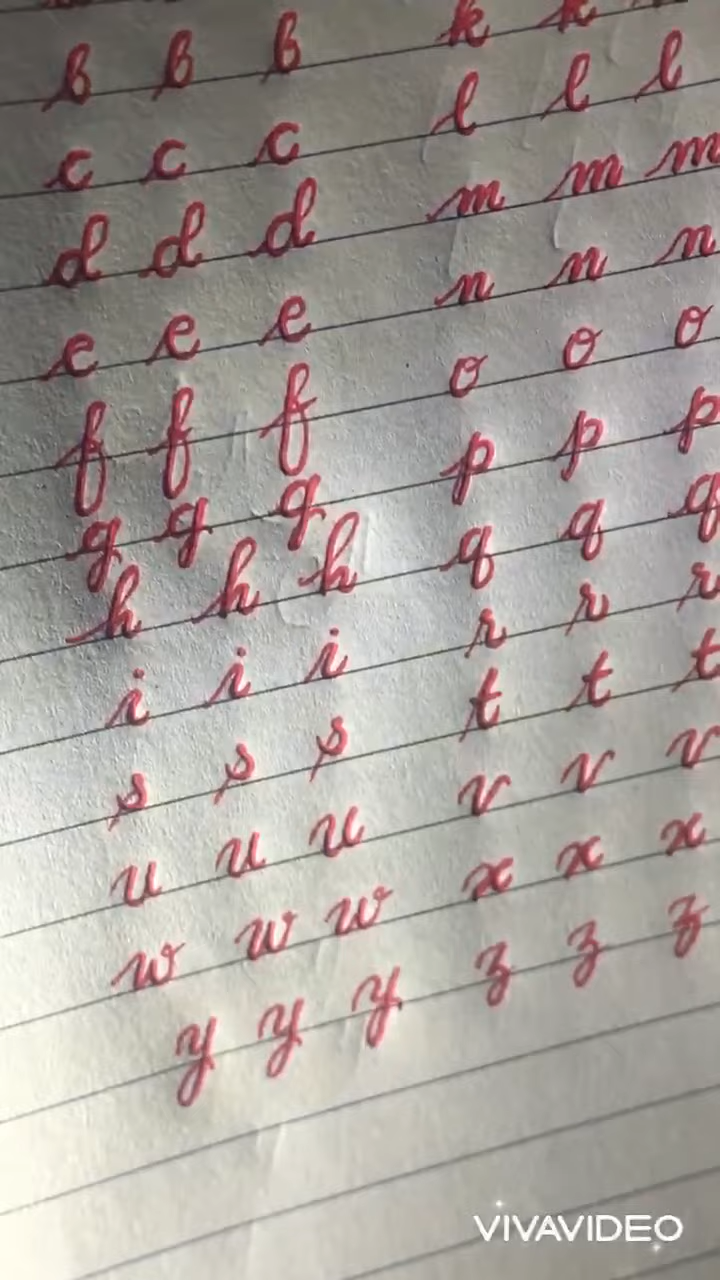 b b b k k
c c c l l l
d d d m m m
e e e n n n
f f f o o o
g g g p p p
h h h q q q
i i i r r r
s s s t t t
u u u v v v
w w w x x x
y y y z z z
VIVAVIDEO